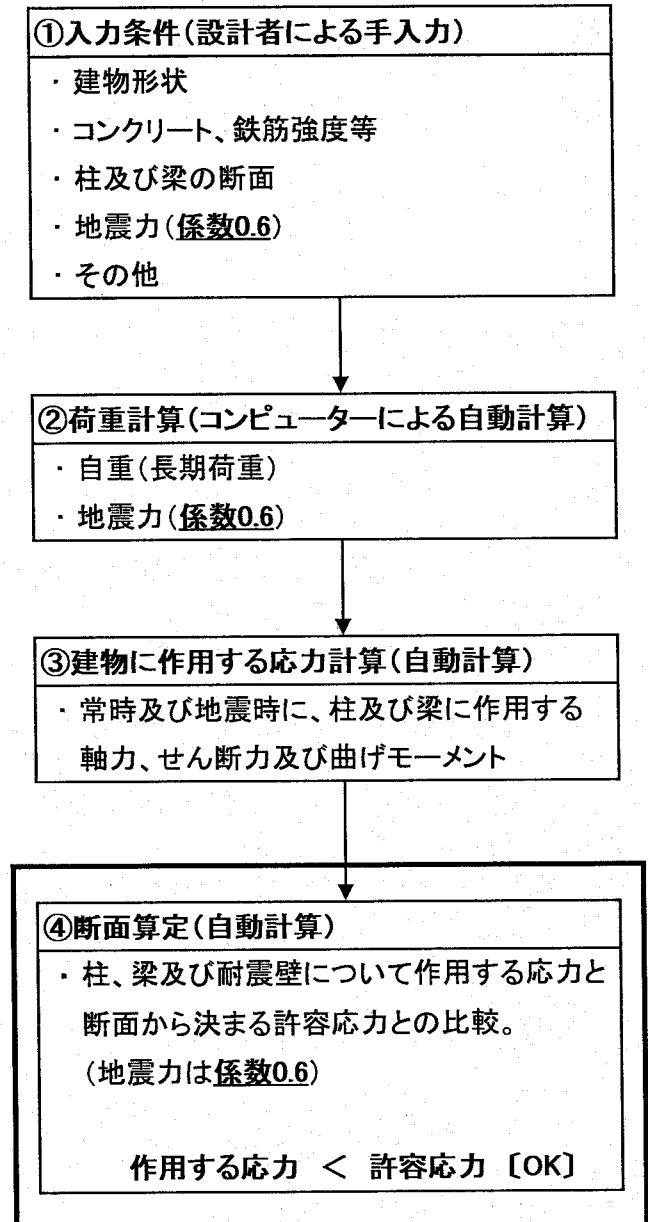 ①入力条件(設計者による手入力)
・建物形状
・コンクリート、鉄筋強度等
・柱及び梁の断面
・地震力(係数0.6)
・その他
②荷重計算(コンピューターによる自動計算)
・自重(長期荷重)
・地震力(係数0.6)
③建物に作用する応力計算(自動計算)
・常時及び地震時に、柱及び梁に作用する
軸力、せん断力及び曲げモーメント
④断面算定(自動計算)
・柱、梁及び耐震壁について作用する応力と
断面から決まる許容応力との比較。
(地震力は係数0.6)
作用する応力 < 許容応力〔OK〕